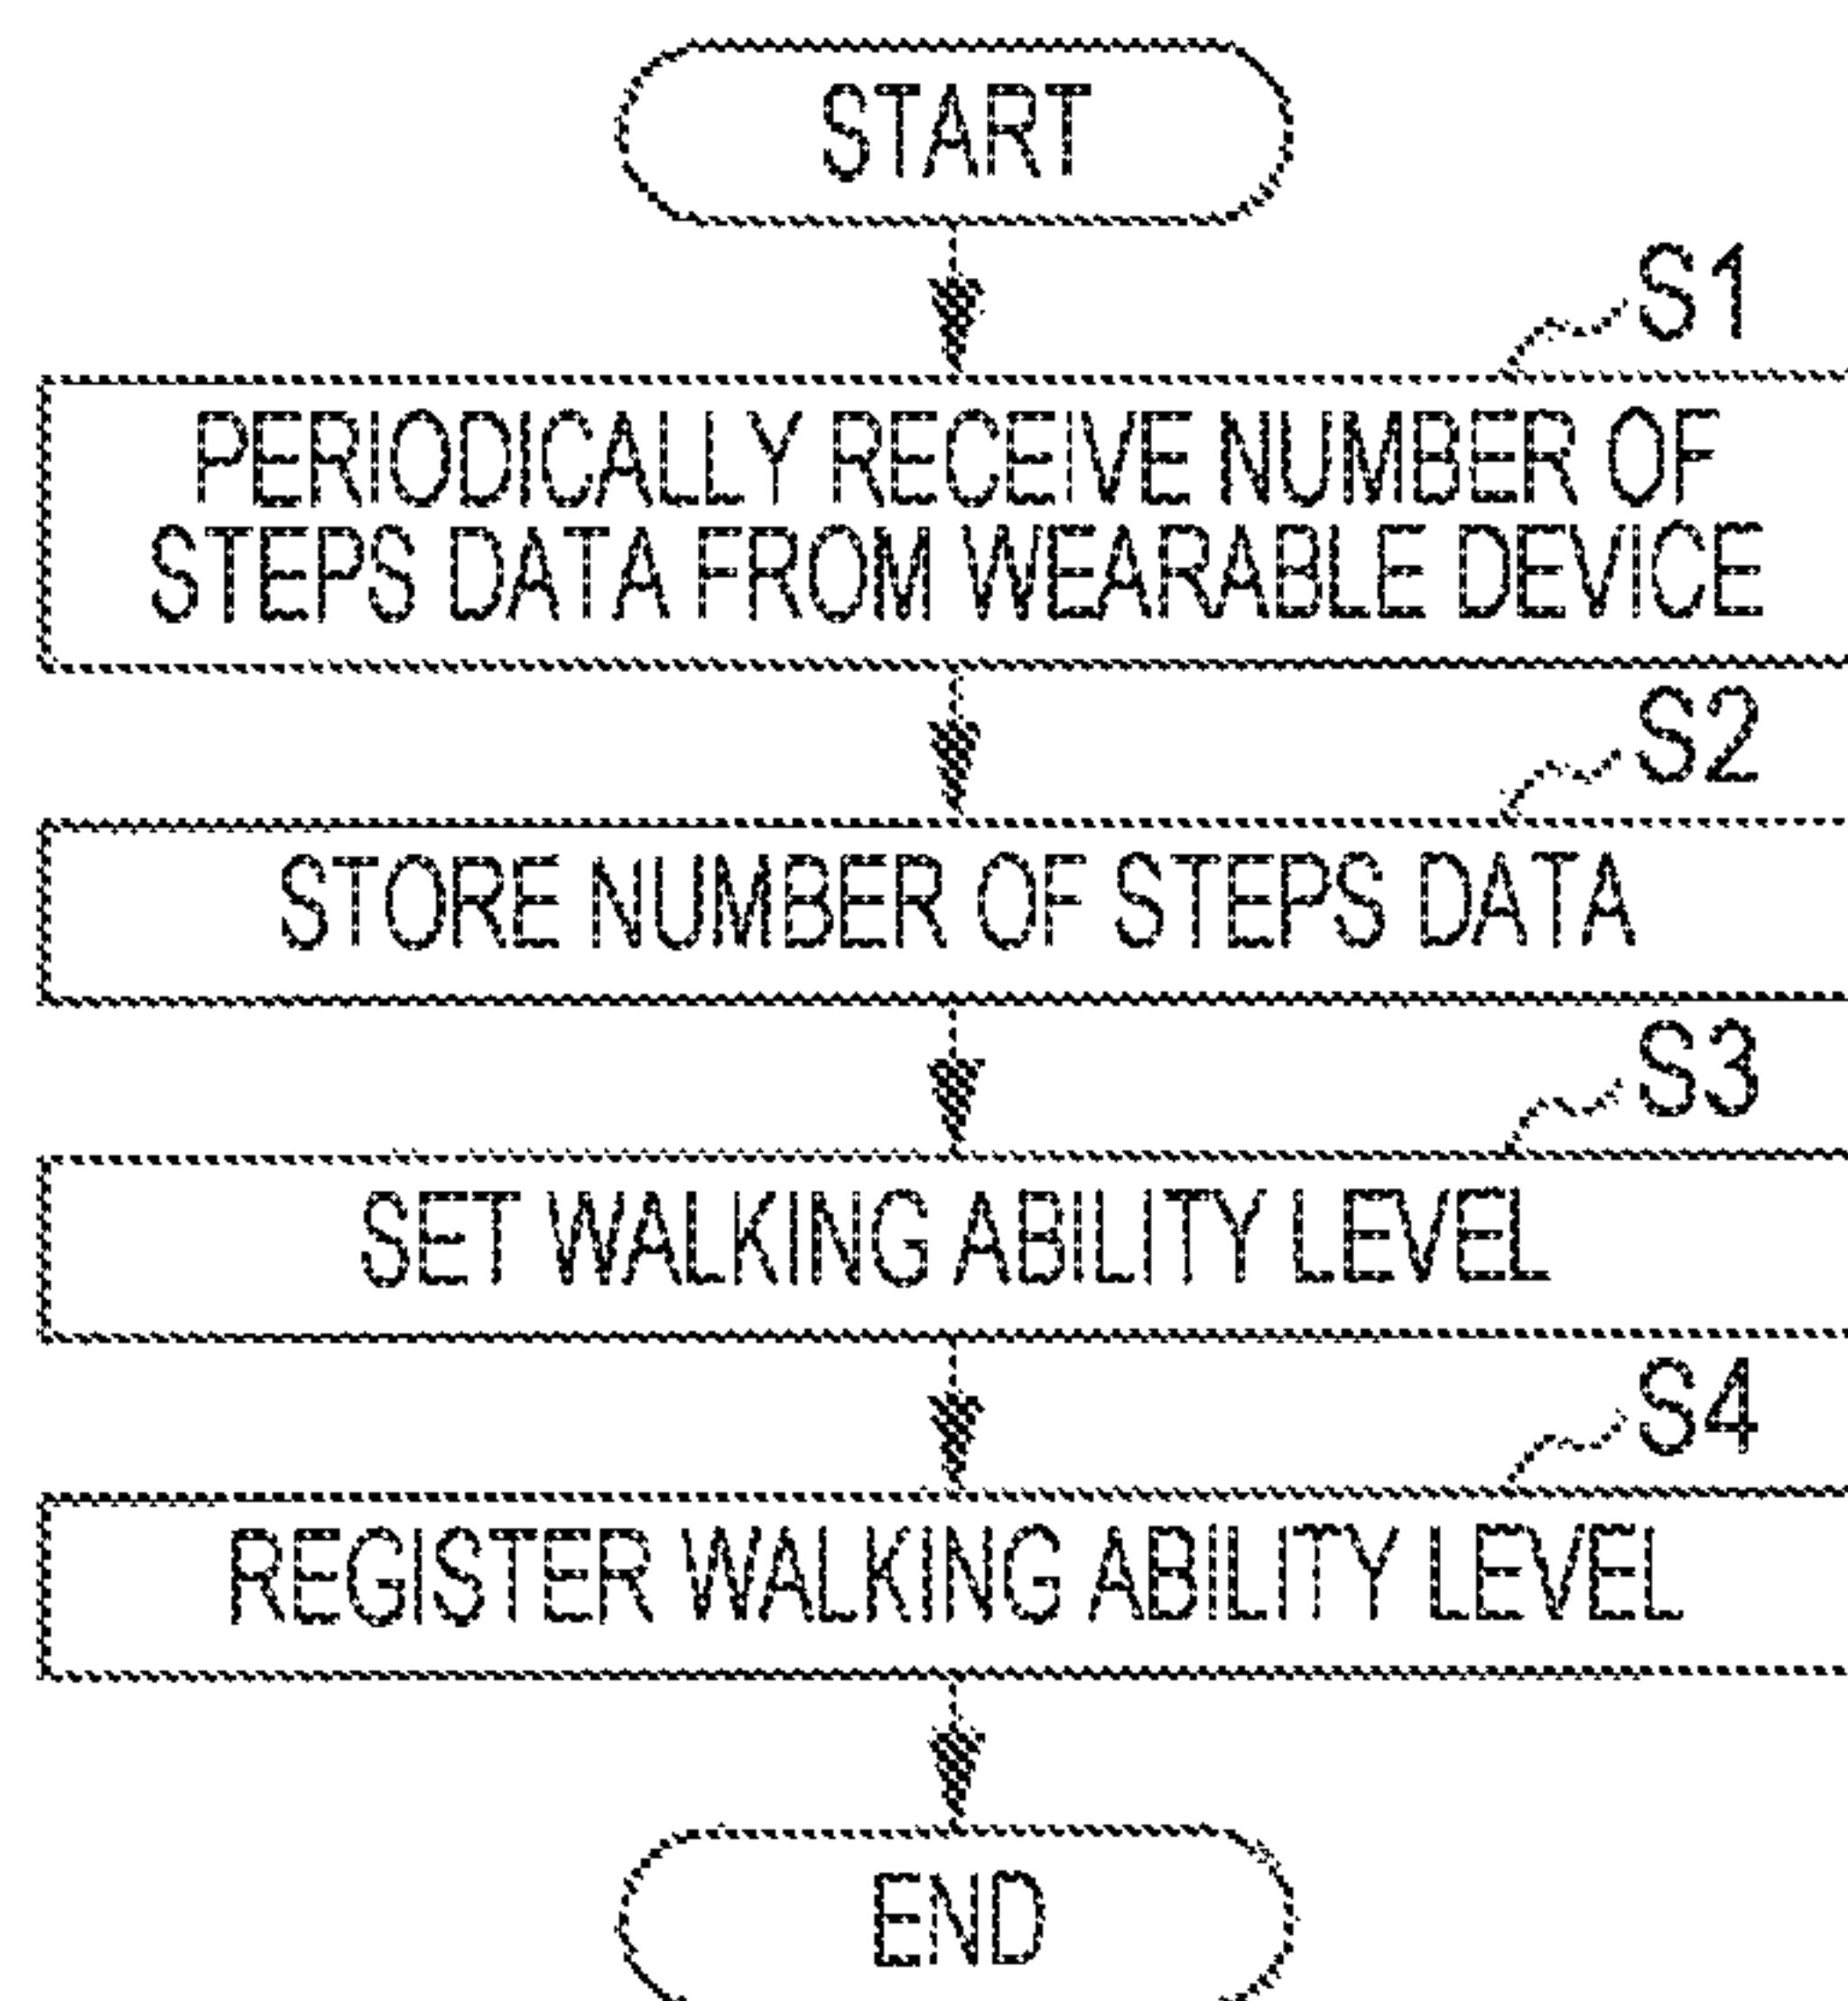 START
S1
PERIODICALLY RECEIVE NUMBER OF
STEPS DATA FROM WEARABLE DEVICE
S2
STORE NUMBER OF STEPS DATA
S3
SET WALKING ABILITY LEVEL
S4
REGISTER WALKING ABILITY LEVEL
END